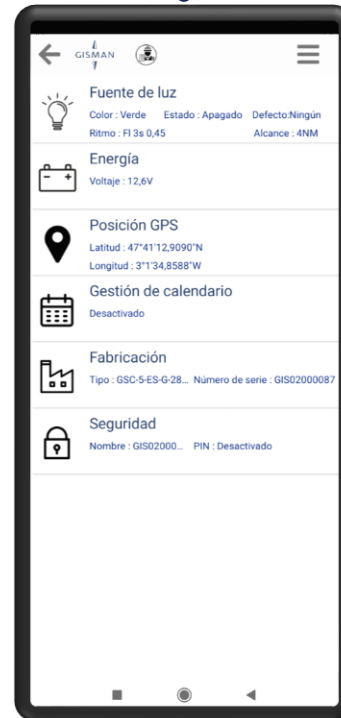 GISMAN
Fuente de luz
Color : Verde Estado : Apagado Defecto:Ningún
Ritmo : Fl 3s 0,45 Alcance : 4NM
Energía
Voltaje : 12,6V
Posición GPS
Latitud : 47°41'12,9090"N
Longitud : 3°1'34,8588"W
Gestión de calendario
Desactivado
Fabricación
Tipo : GSC-5-ES-G-28... Número de serie : GIS02000087
Seguridad
Nombre : GIS02000... PIN : Desactivado